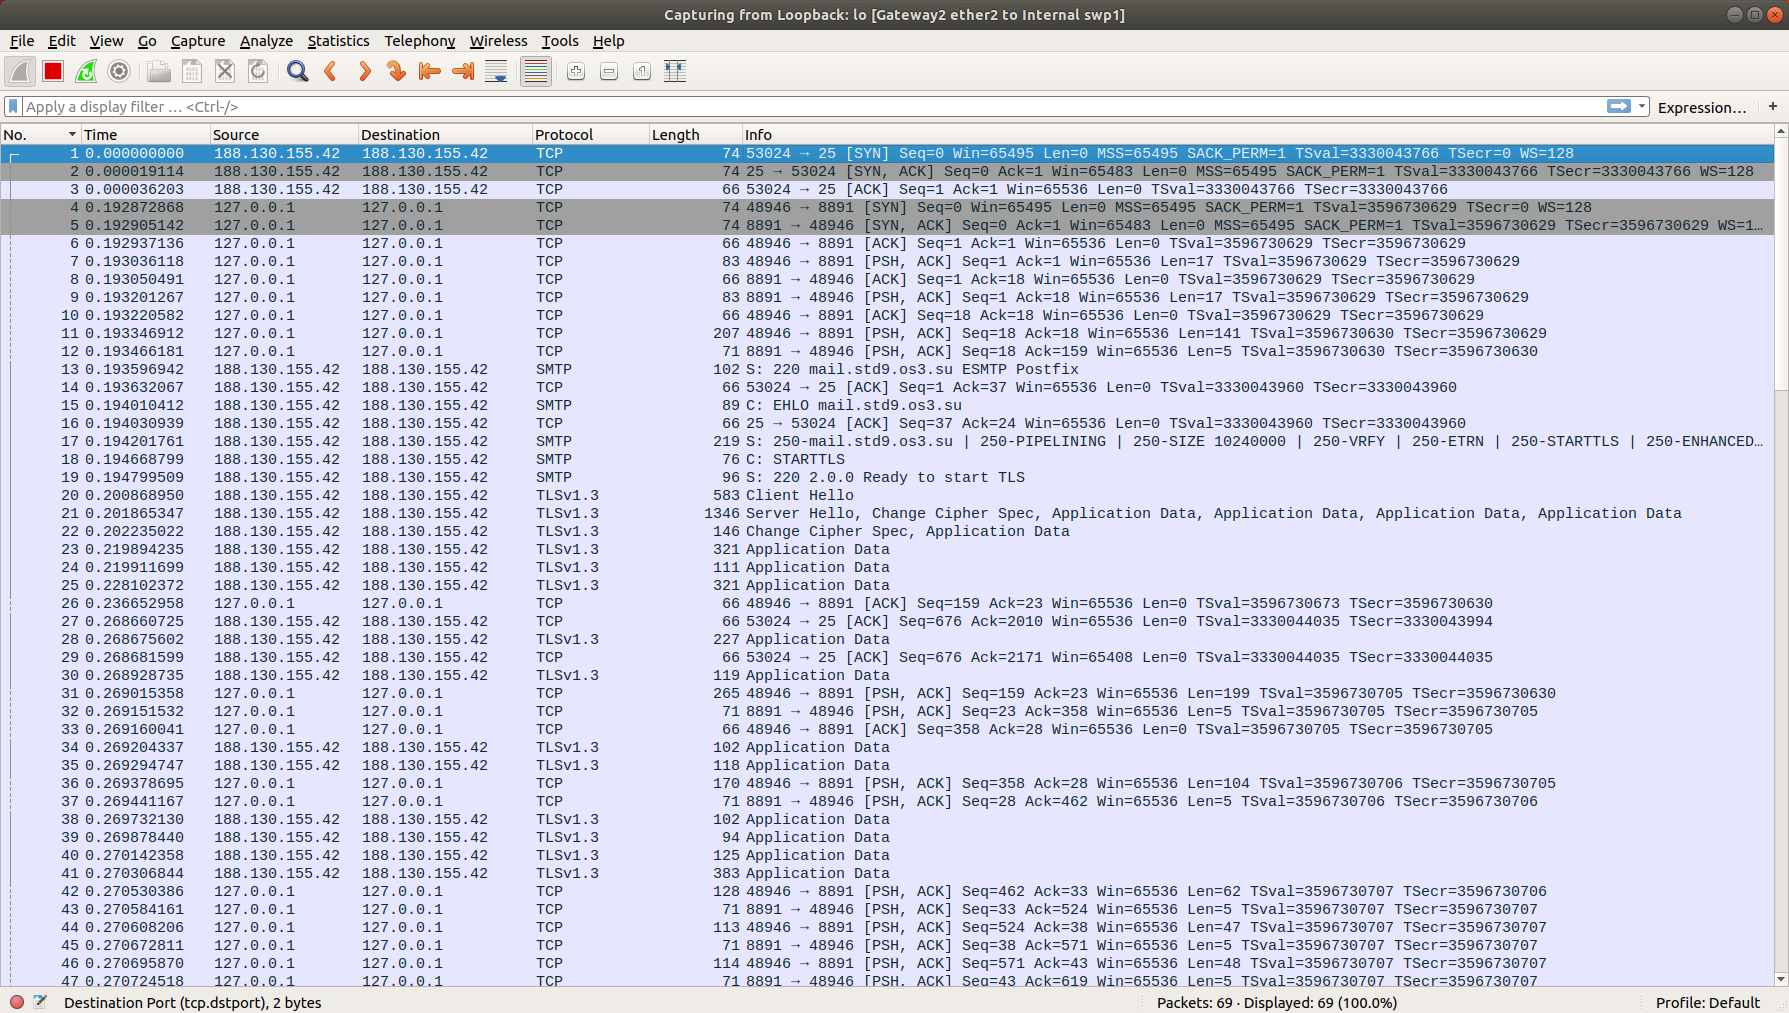 Capturing from Loopback: lo [Gateway2 ether2 to Internal swp1]
File Edit View Go Capture Analyze Statistics Telephony Wireless Tools Help
Apply a display filter … <Ctrl-/> Expression… +
No. Time Source Destination Protocol Length Info
1 0.000000000 188.130.155.42 188.130.155.42 TCP 74 53024 → 25 [SYN] Seq=0 Win=65495 Len=0 MSS=65495 SACK_PERM=1 TSval=3330043766 TSecr=0 WS=128
2 0.000019114 188.130.155.42 188.130.155.42 TCP 74 25 → 53024 [SYN, ACK] Seq=0 Ack=1 Win=65483 Len=0 MSS=65495 SACK_PERM=1 TSval=3330043766 TSecr=3330043766 WS=128
3 0.000036203 188.130.155.42 188.130.155.42 TCP 66 53024 → 25 [ACK] Seq=1 Ack=1 Win=65536 Len=0 TSval=3330043766 TSecr=3330043766
4 0.192872868 127.0.0.1 127.0.0.1 TCP 74 48946 → 8891 [SYN] Seq=0 Win=65495 Len=0 MSS=65495 SACK_PERM=1 TSval=3596730629 TSecr=0 WS=128
5 0.192905142 127.0.0.1 127.0.0.1 TCP 74 8891 → 48946 [SYN, ACK] Seq=0 Ack=1 Win=65483 Len=0 MSS=65495 SACK_PERM=1 TSval=3596730629 TSecr=3596730629 WS=1…
6 0.192937136 127.0.0.1 127.0.0.1 TCP 66 48946 → 8891 [ACK] Seq=1 Ack=1 Win=65536 Len=0 TSval=3596730629 TSecr=3596730629
7 0.193036118 127.0.0.1 127.0.0.1 TCP 83 48946 → 8891 [PSH, ACK] Seq=1 Ack=1 Win=65536 Len=17 TSval=3596730629 TSecr=3596730629
8 0.193050491 127.0.0.1 127.0.0.1 TCP 66 8891 → 48946 [ACK] Seq=1 Ack=18 Win=65536 Len=0 TSval=3596730629 TSecr=3596730629
9 0.193201267 127.0.0.1 127.0.0.1 TCP 83 8891 → 48946 [PSH, ACK] Seq=1 Ack=18 Win=65536 Len=17 TSval=3596730629 TSecr=3596730629
10 0.193220582 127.0.0.1 127.0.0.1 TCP 66 48946 → 8891 [ACK] Seq=18 Ack=18 Win=65536 Len=0 TSval=3596730629 TSecr=3596730629
11 0.193346912 127.0.0.1 127.0.0.1 TCP 207 48946 → 8891 [PSH, ACK] Seq=18 Ack=18 Win=65536 Len=141 TSval=3596730630 TSecr=3596730629
12 0.193466181 127.0.0.1 127.0.0.1 TCP 71 8891 → 48946 [PSH, ACK] Seq=18 Ack=159 Win=65536 Len=5 TSval=3596730630 TSecr=3596730630
13 0.193596942 188.130.155.42 188.130.155.42 SMTP 102 S: 220 mail.std9.os3.su ESMTP Postfix
14 0.193632067 188.130.155.42 188.130.155.42 TCP 66 53024 → 25 [ACK] Seq=1 Ack=37 Win=65536 Len=0 TSval=3330043960 TSecr=3330043960
15 0.194010412 188.130.155.42 188.130.155.42 SMTP 89 C: EHLO mail.std9.os3.su
16 0.194030939 188.130.155.42 188.130.155.42 TCP 66 25 → 53024 [ACK] Seq=37 Ack=24 Win=65536 Len=0 TSval=3330043960 TSecr=3330043960
17 0.194201761 188.130.155.42 188.130.155.42 SMTP 219 S: 250-mail.std9.os3.su | 250-PIPELINING | 250-SIZE 10240000 | 250-VRFY | 250-ETRN | 250-STARTTLS | 250-ENHANCED…
18 0.194668799 188.130.155.42 188.130.155.42 SMTP 76 C: STARTTLS
19 0.194799509 188.130.155.42 188.130.155.42 SMTP 96 S: 220 2.0.0 Ready to start TLS
20 0.200868950 188.130.155.42 188.130.155.42 TLSv1.3 583 Client Hello
21 0.201865347 188.130.155.42 188.130.155.42 TLSv1.3 1346 Server Hello, Change Cipher Spec, Application Data, Application Data, Application Data, Application Data
22 0.202235022 188.130.155.42 188.130.155.42 TLSv1.3 146 Change Cipher Spec, Application Data
23 0.219894235 188.130.155.42 188.130.155.42 TLSv1.3 321 Application Data
24 0.219911699 188.130.155.42 188.130.155.42 TLSv1.3 111 Application Data
25 0.228102372 188.130.155.42 188.130.155.42 TLSv1.3 321 Application Data
26 0.236652958 127.0.0.1 127.0.0.1 TCP 66 48946 → 8891 [ACK] Seq=159 Ack=23 Win=65536 Len=0 TSval=3596730673 TSecr=3596730630
27 0.268660725 188.130.155.42 188.130.155.42 TCP 66 53024 → 25 [ACK] Seq=676 Ack=2010 Win=65536 Len=0 TSval=3330044035 TSecr=3330043994
28 0.268675602 188.130.155.42 188.130.155.42 TLSv1.3 227 Application Data
29 0.268681599 188.130.155.42 188.130.155.42 TCP 66 53024 → 25 [ACK] Seq=676 Ack=2171 Win=65408 Len=0 TSval=3330044035 TSecr=3330044035
30 0.268928735 188.130.155.42 188.130.155.42 TLSv1.3 119 Application Data
31 0.269015358 127.0.0.1 127.0.0.1 TCP 265 48946 → 8891 [PSH, ACK] Seq=159 Ack=23 Win=65536 Len=199 TSval=3596730705 TSecr=3596730630
32 0.269151532 127.0.0.1 127.0.0.1 TCP 71 8891 → 48946 [PSH, ACK] Seq=23 Ack=358 Win=65536 Len=5 TSval=3596730705 TSecr=3596730705
33 0.269160041 127.0.0.1 127.0.0.1 TCP 66 48946 → 8891 [ACK] Seq=358 Ack=28 Win=65536 Len=0 TSval=3596730705 TSecr=3596730705
34 0.269204337 188.130.155.42 188.130.155.42 TLSv1.3 102 Application Data
35 0.269294747 188.130.155.42 188.130.155.42 TLSv1.3 118 Application Data
36 0.269378695 127.0.0.1 127.0.0.1 TCP 170 48946 → 8891 [PSH, ACK] Seq=358 Ack=28 Win=65536 Len=104 TSval=3596730706 TSecr=3596730705
37 0.269441167 127.0.0.1 127.0.0.1 TCP 71 8891 → 48946 [PSH, ACK] Seq=28 Ack=462 Win=65536 Len=5 TSval=3596730706 TSecr=3596730706
38 0.269732130 188.130.155.42 188.130.155.42 TLSv1.3 102 Application Data
39 0.269878440 188.130.155.42 188.130.155.42 TLSv1.3 94 Application Data
40 0.270142358 188.130.155.42 188.130.155.42 TLSv1.3 125 Application Data
41 0.270306844 188.130.155.42 188.130.155.42 TLSv1.3 383 Application Data
42 0.270530386 127.0.0.1 127.0.0.1 TCP 128 48946 → 8891 [PSH, ACK] Seq=462 Ack=33 Win=65536 Len=62 TSval=3596730707 TSecr=3596730706
43 0.270584161 127.0.0.1 127.0.0.1 TCP 71 8891 → 48946 [PSH, ACK] Seq=33 Ack=524 Win=65536 Len=5 TSval=3596730707 TSecr=3596730707
44 0.270608206 127.0.0.1 127.0.0.1 TCP 113 48946 → 8891 [PSH, ACK] Seq=524 Ack=38 Win=65536 Len=47 TSval=3596730707 TSecr=3596730707
45 0.270672811 127.0.0.1 127.0.0.1 TCP 71 8891 → 48946 [PSH, ACK] Seq=38 Ack=571 Win=65536 Len=5 TSval=3596730707 TSecr=3596730707
46 0.270695870 127.0.0.1 127.0.0.1 TCP 114 48946 → 8891 [PSH, ACK] Seq=571 Ack=43 Win=65536 Len=48 TSval=3596730707 TSecr=3596730707
47 0.270724518 127.0.0.1 127.0.0.1 TCP 71 8891 → 48946 [PSH, ACK] Seq=43 Ack=619 Win=65536 Len=5 TSval=3596730707 TSecr=3596730707
Destination Port (tcp.dstport), 2 bytes Packets: 69 · Displayed: 69 (100.0%) Profile: Default